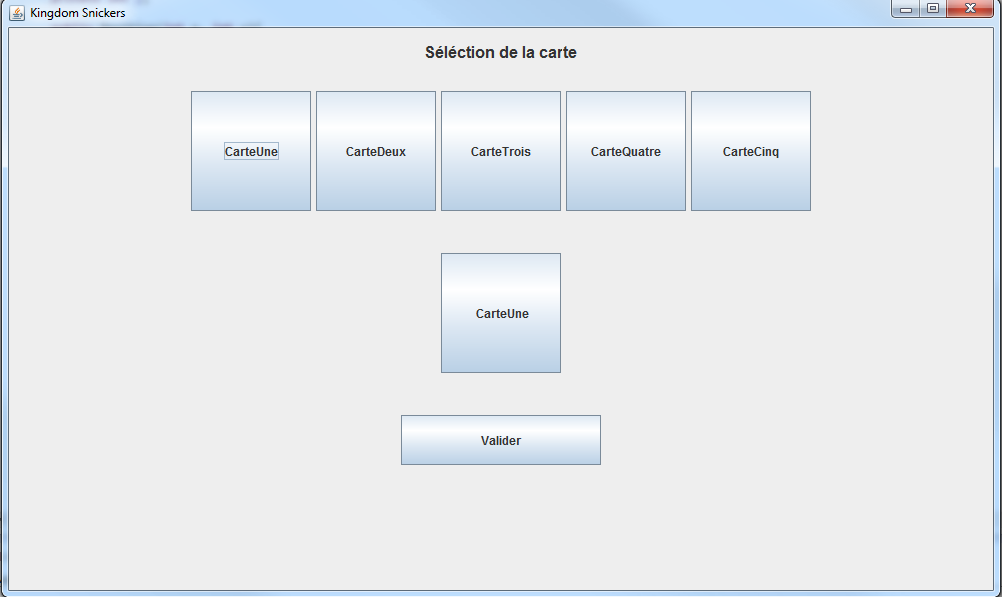 Kingdom Snickers
Séléction de la carte
CarteUne CarteDeux CarteTrois CarteQuatre CarteCinq
CarteUne
Valider